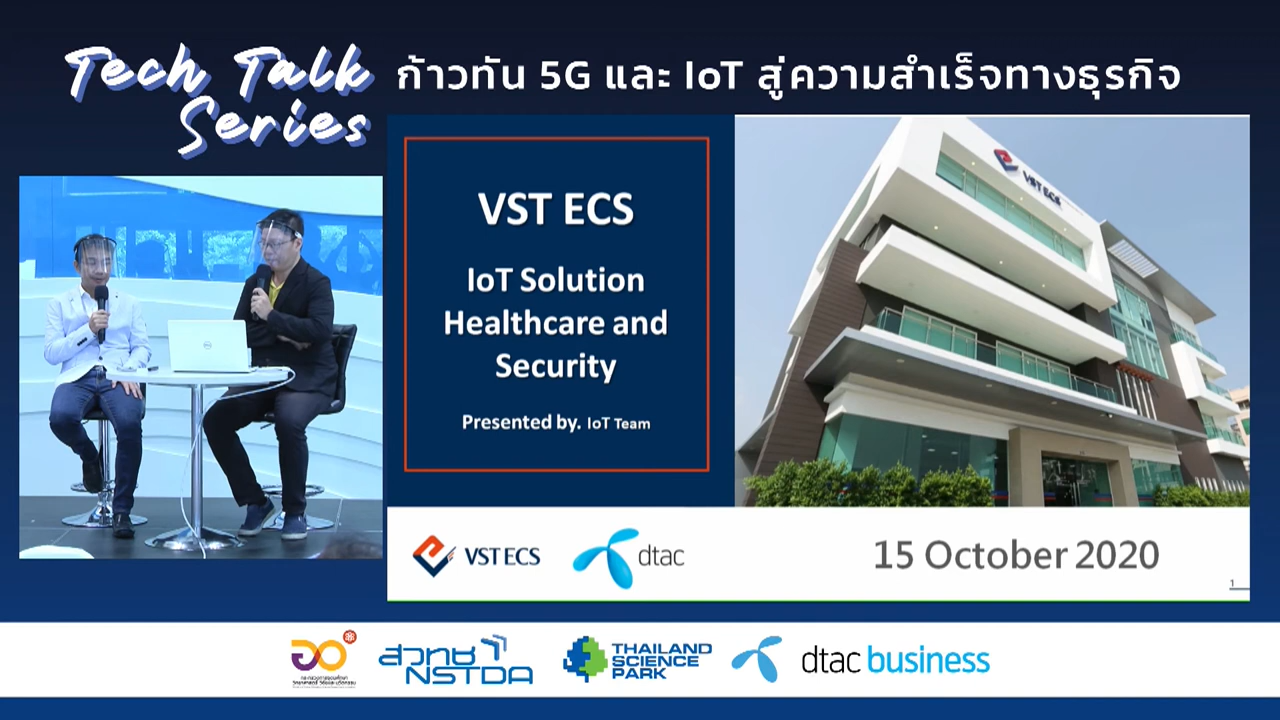 Tech Talk
Series
ก้าวทัน 5G และ IoT สู่ความสำเร็จทางธุรกิจ
VST ECS
IoT Solution
Healthcare and
Security
Presented by. IoT Team
VST ECS
VST ECS
dtac
15 October 2020
1
สวทช
NSTDA
THAILAND
SCIENCE
PARK
dtac business